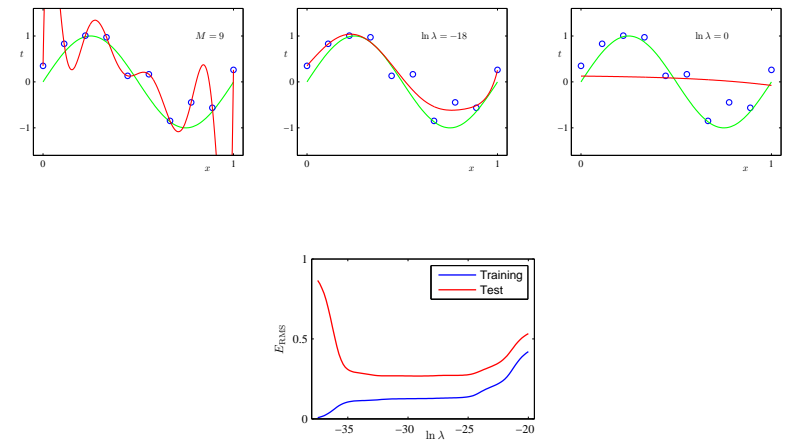 M = 9
t
1
0
−1
0
x
1
ln λ = −18
t
1
0
−1
0
x
1
ln λ = 0
t
1
0
−1
0
x
1
E_RMS
1
0.5
0
Training
Test
−35
−30
−25
−20
ln λ